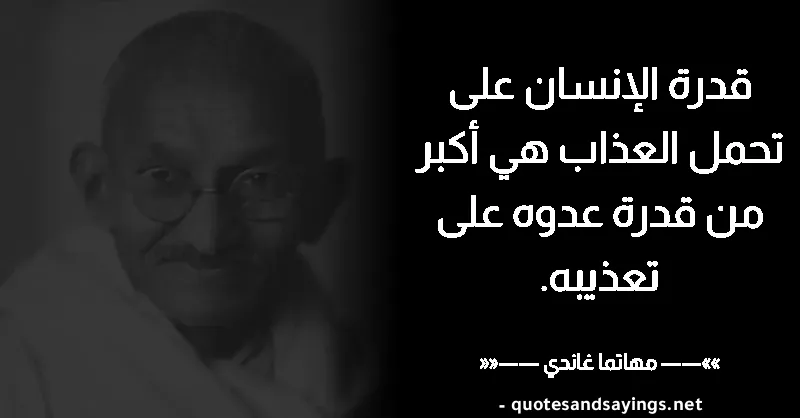 قدرة الإنسان على
تحمل العذاب هي أكبر
من قدرة عدوه على
تعذيبه.
»»—— مهاتما غاندي ——««
- quotesandsayings.net